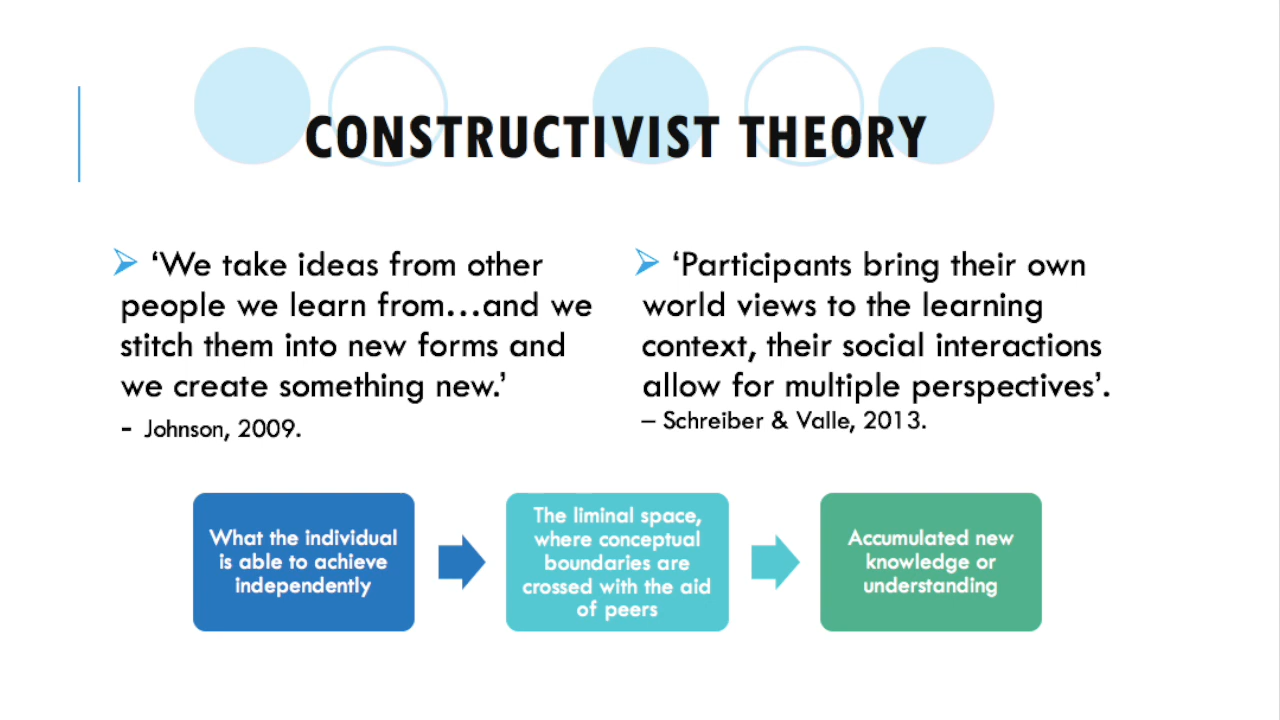 CONSTRUCTIVIST THEORY
‘We take ideas from other
people we learn from...and we
stitch them into new forms and
we create something new.’
- Johnson, 2009.
‘Participants bring their own
world views to the learning
context, their social interactions
allow for multiple perspectives’.
– Schreiber & Valle, 2013.
What the individual
is able to achieve
independently
The liminal space,
where conceptual
boundaries are
crossed with the aid
of peers
Accumulated new
knowledge or
understanding